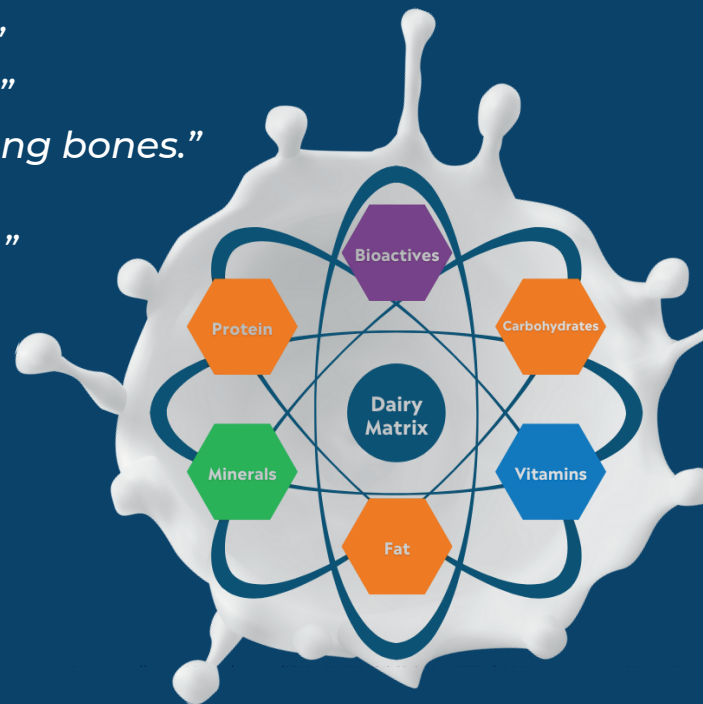 ”
”
ng bones.”
”
Bioactives
Protein
Carbohydrates
Dairy
Matrix
Minerals
Vitamins
Fat